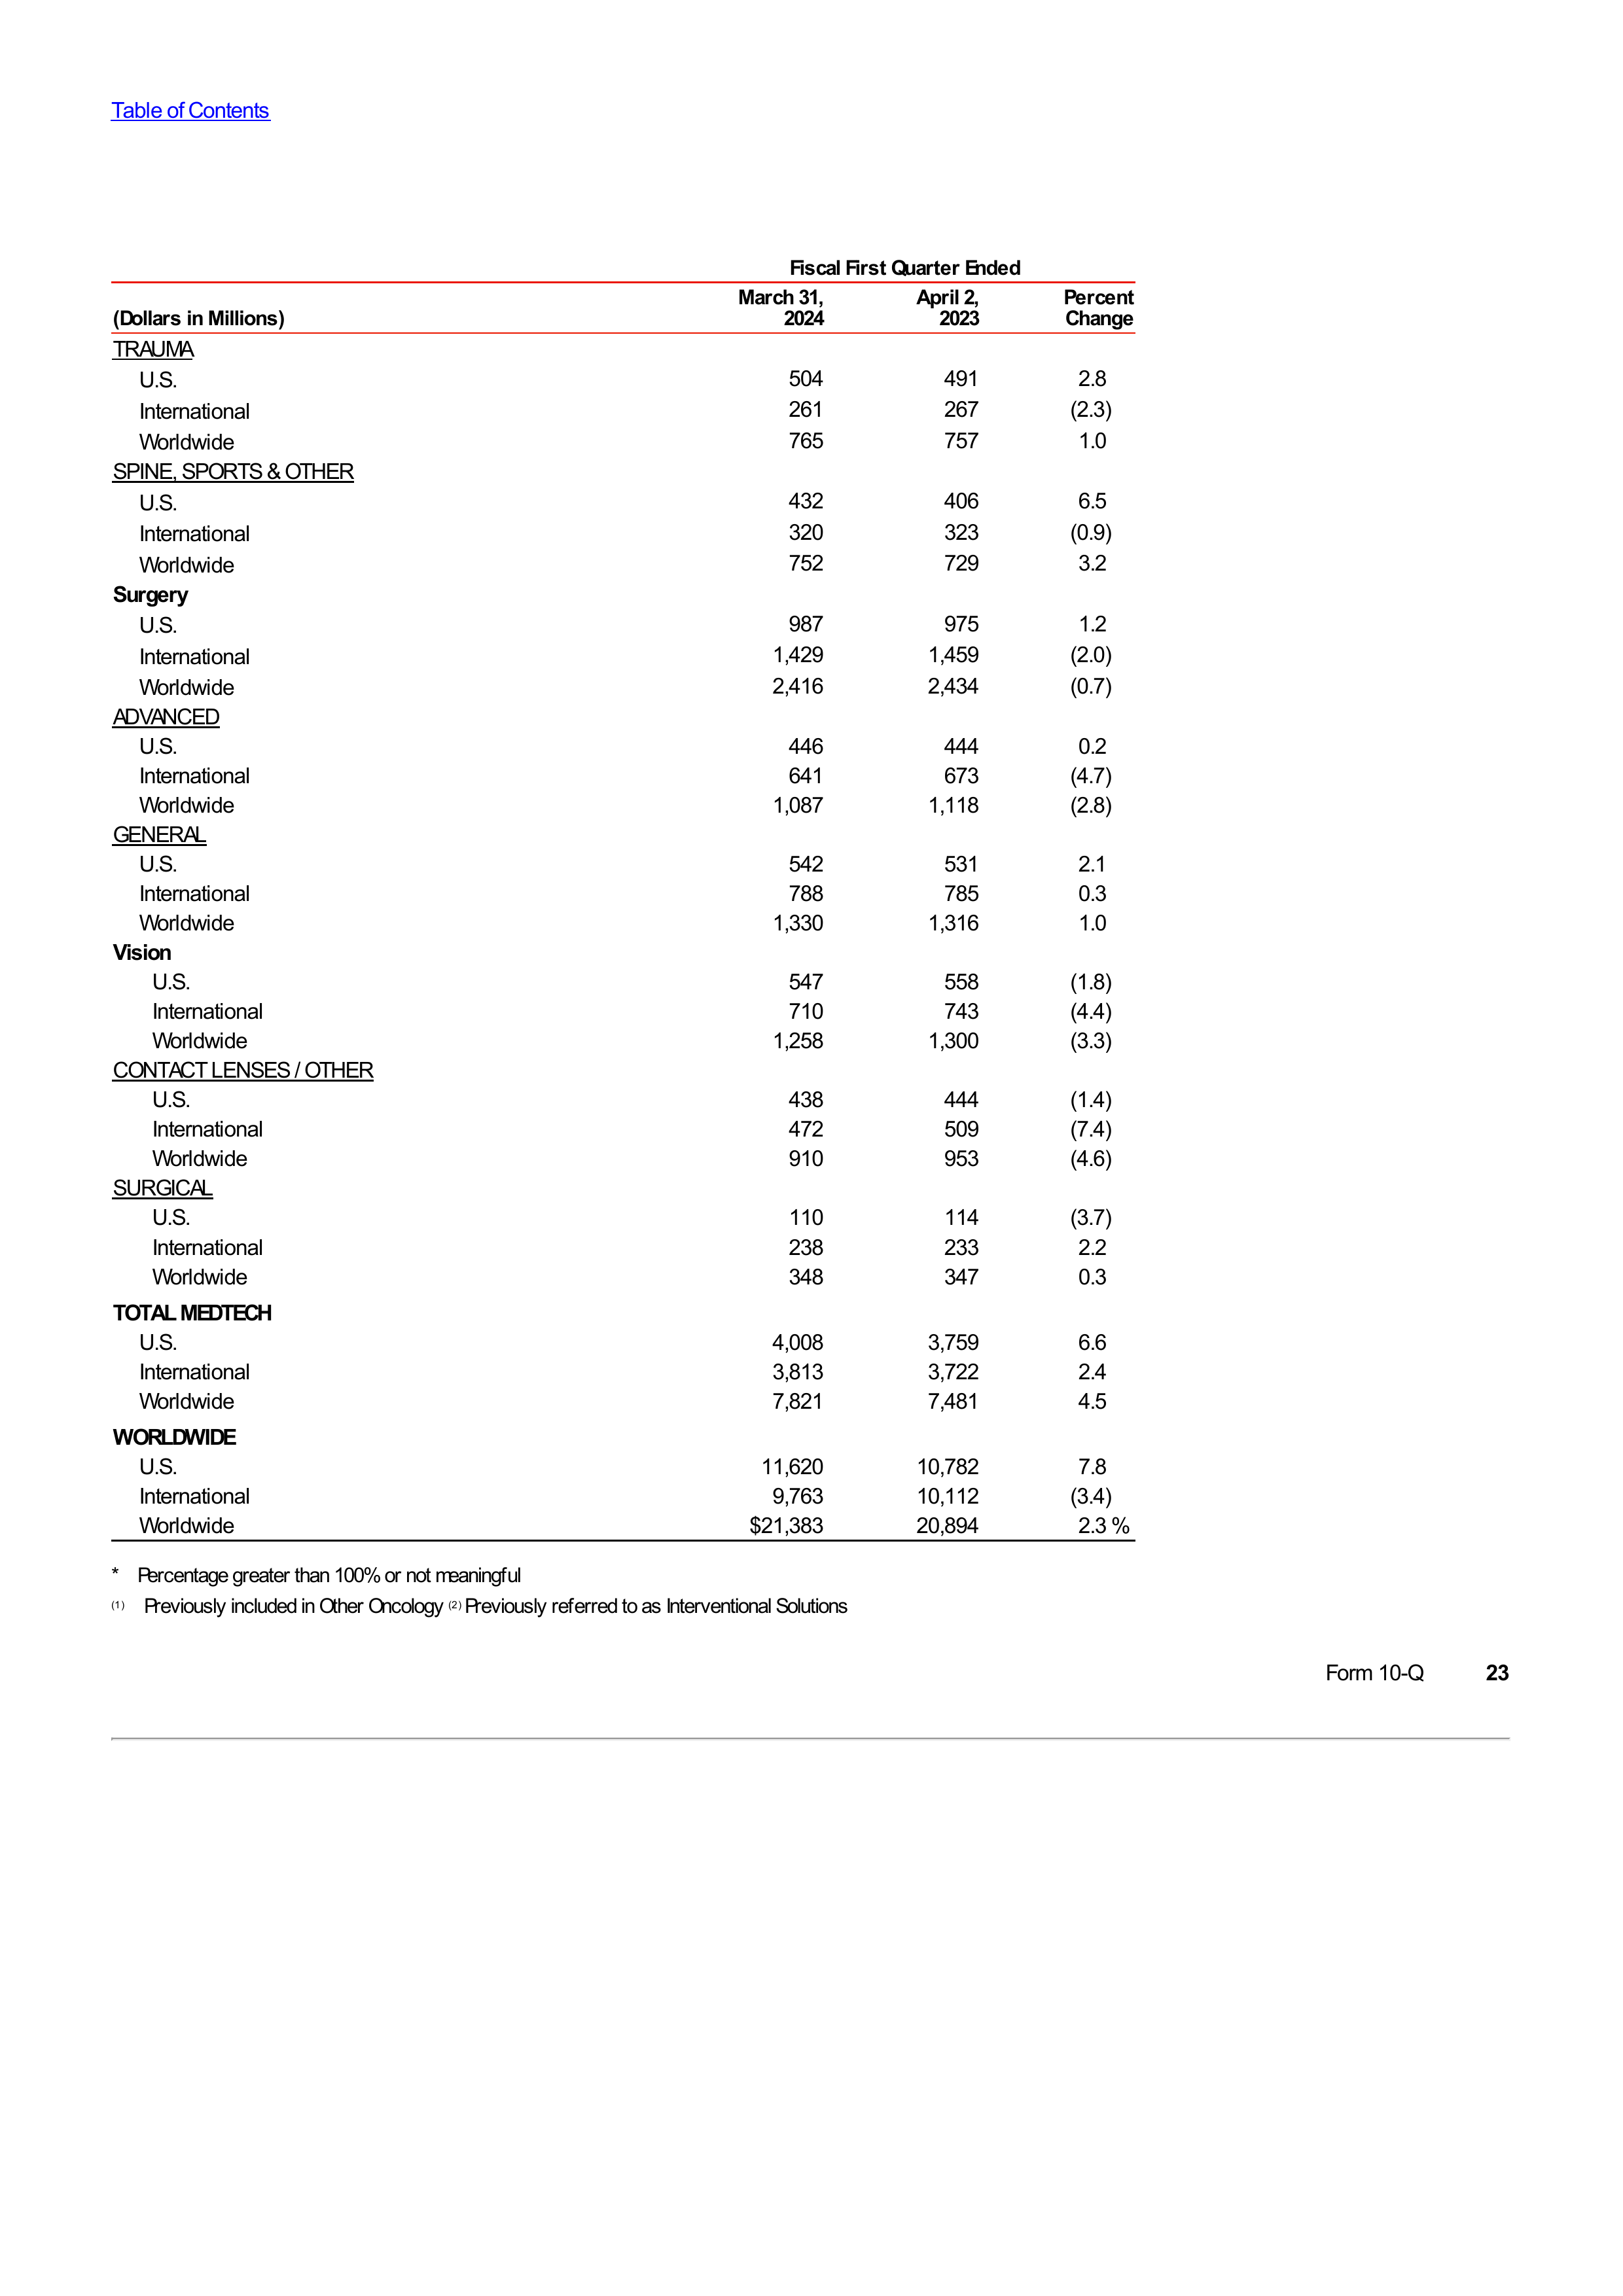 Table of Contents
Fiscal First Quarter Ended
(Dollars in Millions) March 31, 2024 April 2, 2023 Percent Change
TRAUMA
U.S. 504 491 2.8
International 261 267 (2.3)
Worldwide 765 757 1.0
SPINE, SPORTS & OTHER
U.S. 432 406 6.5
International 320 323 (0.9)
Worldwide 752 729 3.2
Surgery
U.S. 987 975 1.2
International 1,429 1,459 (2.0)
Worldwide 2,416 2,434 (0.7)
ADVANCED
U.S. 446 444 0.2
International 641 673 (4.7)
Worldwide 1,087 1,118 (2.8)
GENERAL
U.S. 542 531 2.1
International 788 785 0.3
Worldwide 1,330 1,316 1.0
Vision
U.S. 547 558 (1.8)
International 710 743 (4.4)
Worldwide 1,258 1,300 (3.3)
CONTACT LENSES / OTHER
U.S. 438 444 (1.4)
International 472 509 (7.4)
Worldwide 910 953 (4.6)
SURGICAL
U.S. 110 114 (3.7)
International 238 233 2.2
Worldwide 348 347 0.3
TOTAL MEDTECH
U.S. 4,008 3,759 6.6
International 3,813 3,722 2.4
Worldwide 7,821 7,481 4.5
WORLDWIDE
U.S. 11,620 10,782 7.8
International 9,763 10,112 (3.4)
Worldwide $21,383 20,894 2.3 %
* Percentage greater than 100% or not meaningful
(1) Previously included in Other Oncology (2) Previously referred to as Interventional Solutions
Form 10-Q 23